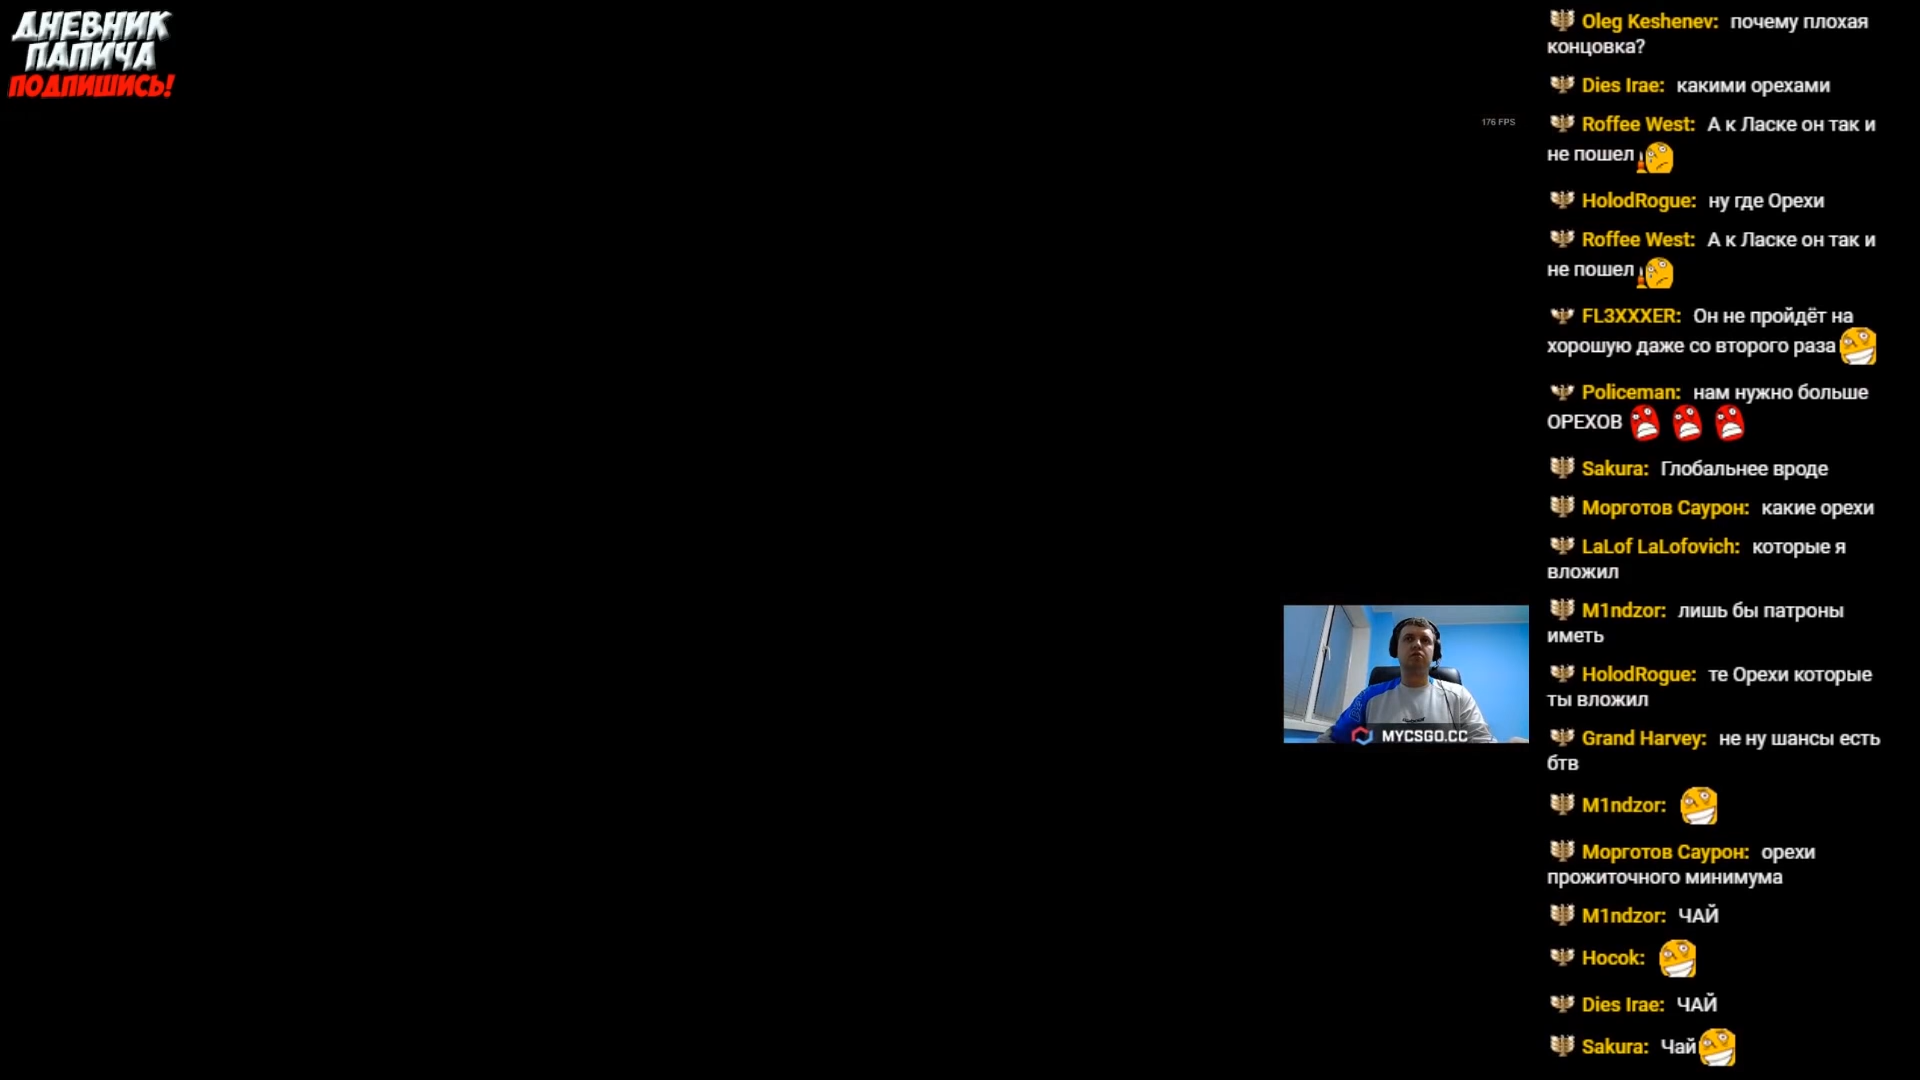 ДНЕВНИК
ПАПИЧА
ПОДПИШИСЬ!
176 FPS
MYCSGO.CC
Oleg Keshenev: почему плохая
концовка?
Dies Irae: какими орехами
Roffee West: А к Ласке он так и
не пошел
HolodRogue: ну где Орехи
Roffee West: А к Ласке он так и
не пошел
FL3XXXER: Он не пройдёт на
хорошую даже со второго раза
Policeman: нам нужно больше
ОРЕХОВ
Sakura: Глобальнее вроде
Морготов Саурон: какие орехи
LaLof LaLofovich: которые я
вложил
M1ndzor: лишь бы патроны
иметь
HolodRogue: те Орехи которые
ты вложил
Grand Harvey: не ну шансы есть
бтв
M1ndzor:
Морготов Саурон: орехи
прожиточного минимума
M1ndzor: ЧАЙ
Носок:
Dies Irae: ЧАЙ
Sakura: Чай